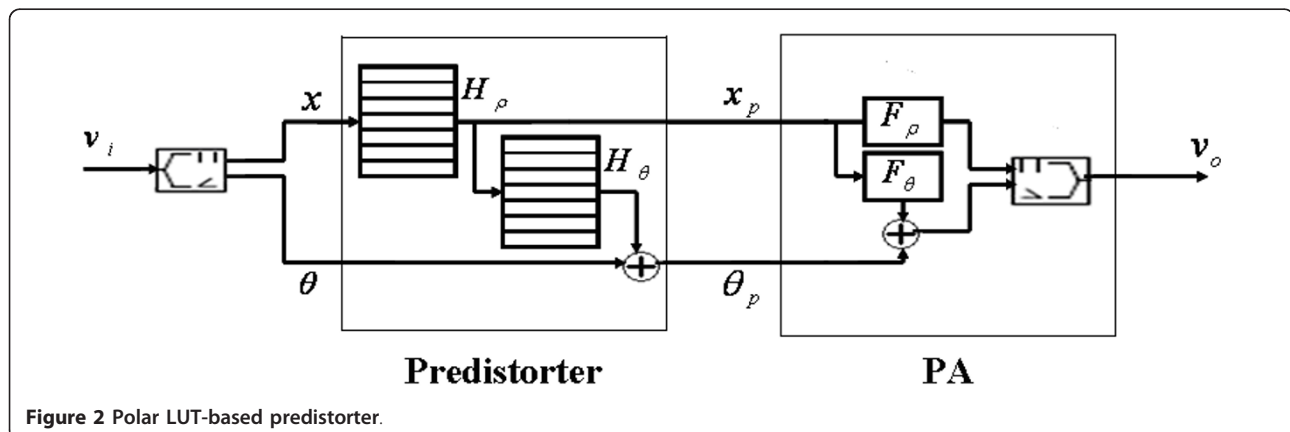 v_i
x
H_ρ
H_θ
θ
x_p
θ_p
F_ρ
F_θ
v_o
Predistorter
PA
Figure 2 Polar LUT-based predistorter.